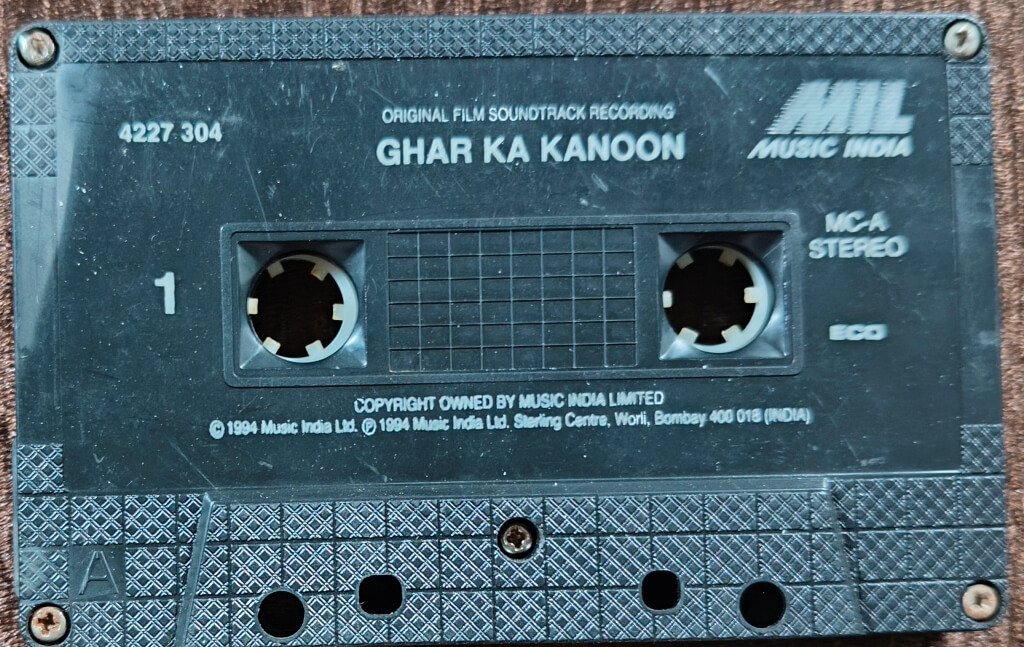 4227 304
ORIGINAL FILM SOUNDTRACK RECORDING
GHAR KA KANOON
MIL
MUSIC INDIA
MC-A
STEREO
1
ECO
COPYRIGHT OWNED BY MUSIC INDIA LIMITED
©1994 Music India Ltd. ℗ 1994 Music India Ltd. Sterling Centre, Worli, Bombay 400 018 (INDIA)
A